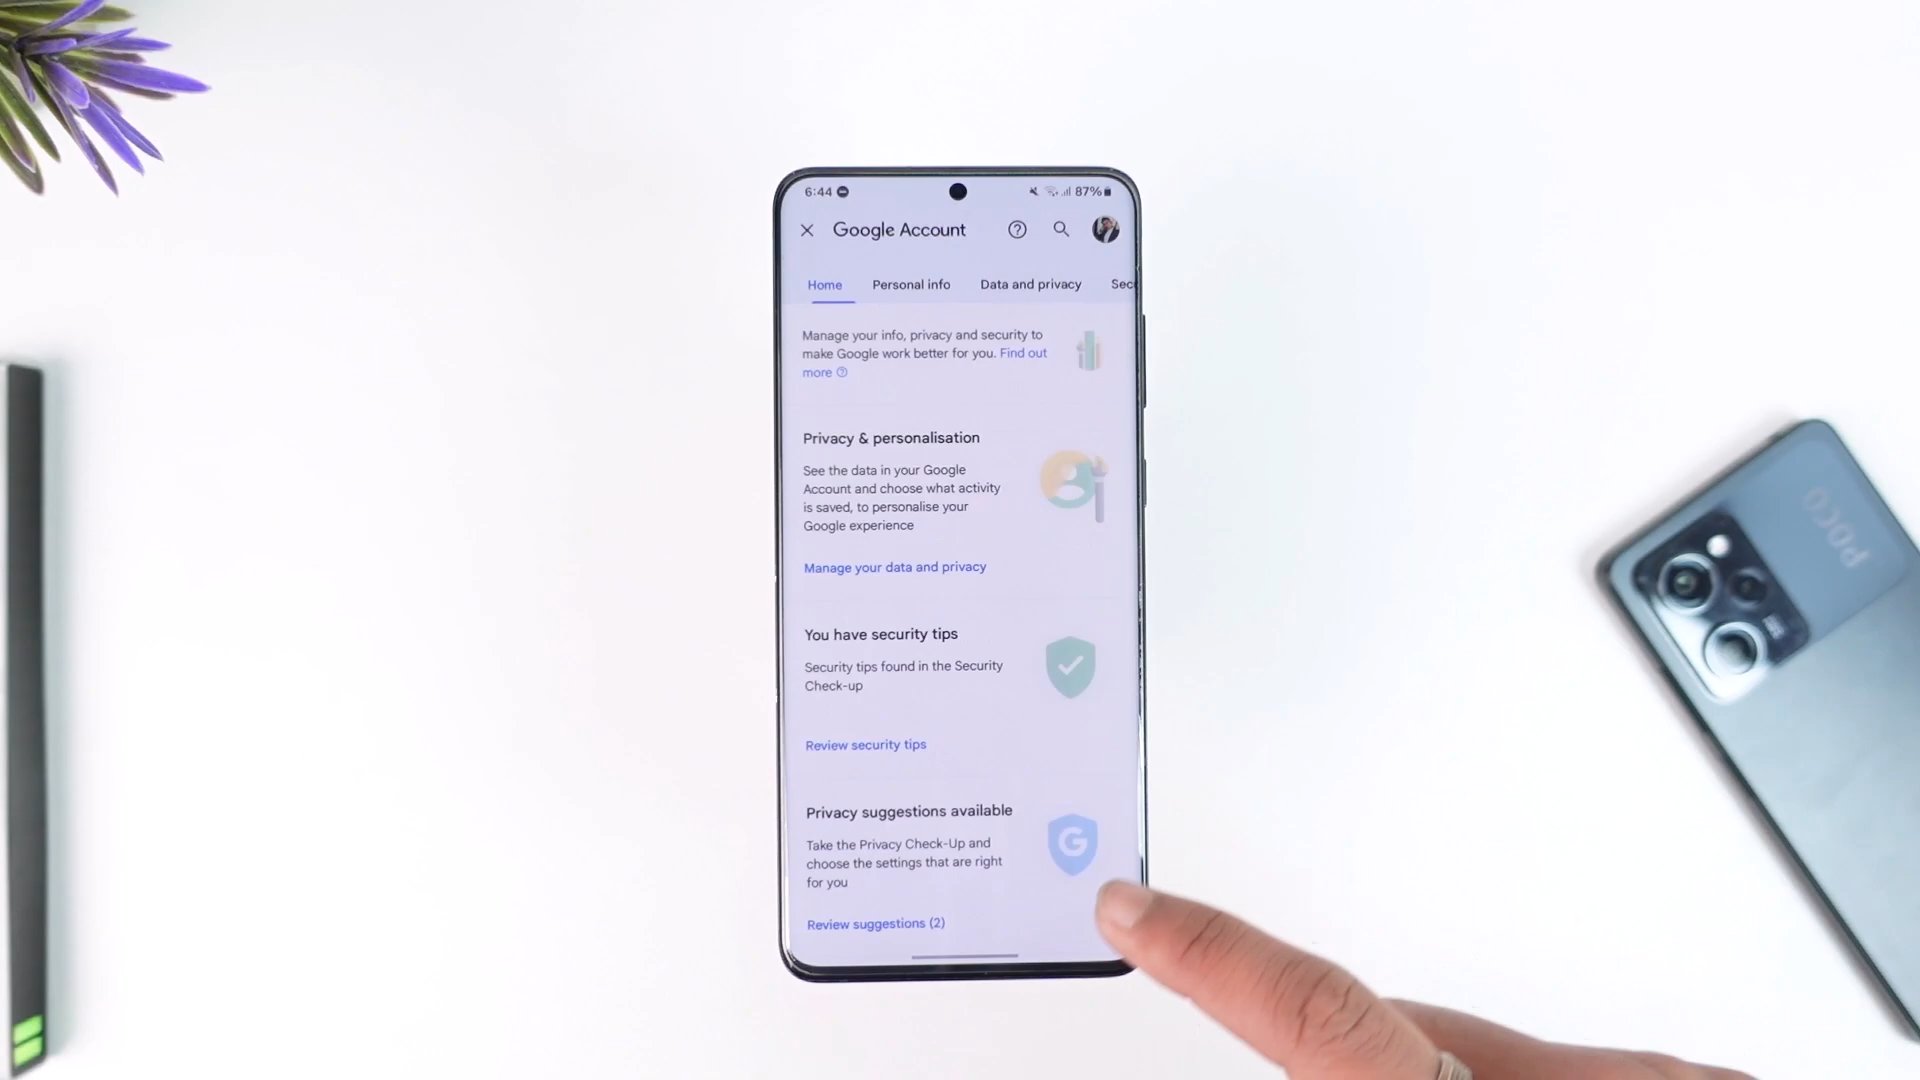 6:44
87%
Google Account
Home Personal info Data and privacy Sec
Manage your info, privacy and security to
make Google work better for you. Find out
more
Privacy & personalisation
See the data in your Google
Account and choose what activity
is saved, to personalise your
Google experience
Manage your data and privacy
You have security tips
Security tips found in the Security
Check-up
Review security tips
Privacy suggestions available
Take the Privacy Check-Up and
choose the settings that are right
for you
Review suggestions (2)
G
POCO